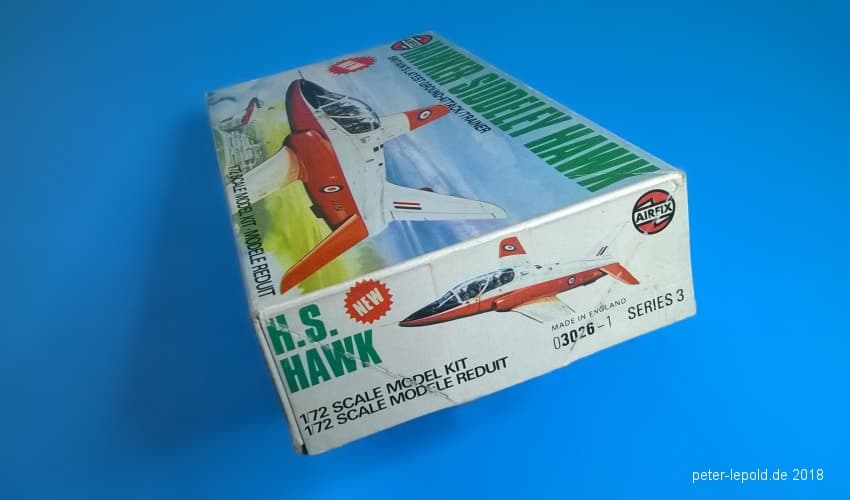 AIRFIX
HAWKER SIDDELEY HAWK
BRITAIN'S LATEST GROUND-ATTACK/TRAINER
NEW
1/72 SCALE MODEL KIT/MODELE REDUIT
AIRFIX
H.S.
HAWK
NEW
MADE IN ENGLAND
03026-1
SERIES 3
1/72 SCALE MODEL KIT
1/72 SCALE MODELE REDUIT
peter-lepold.de 2018